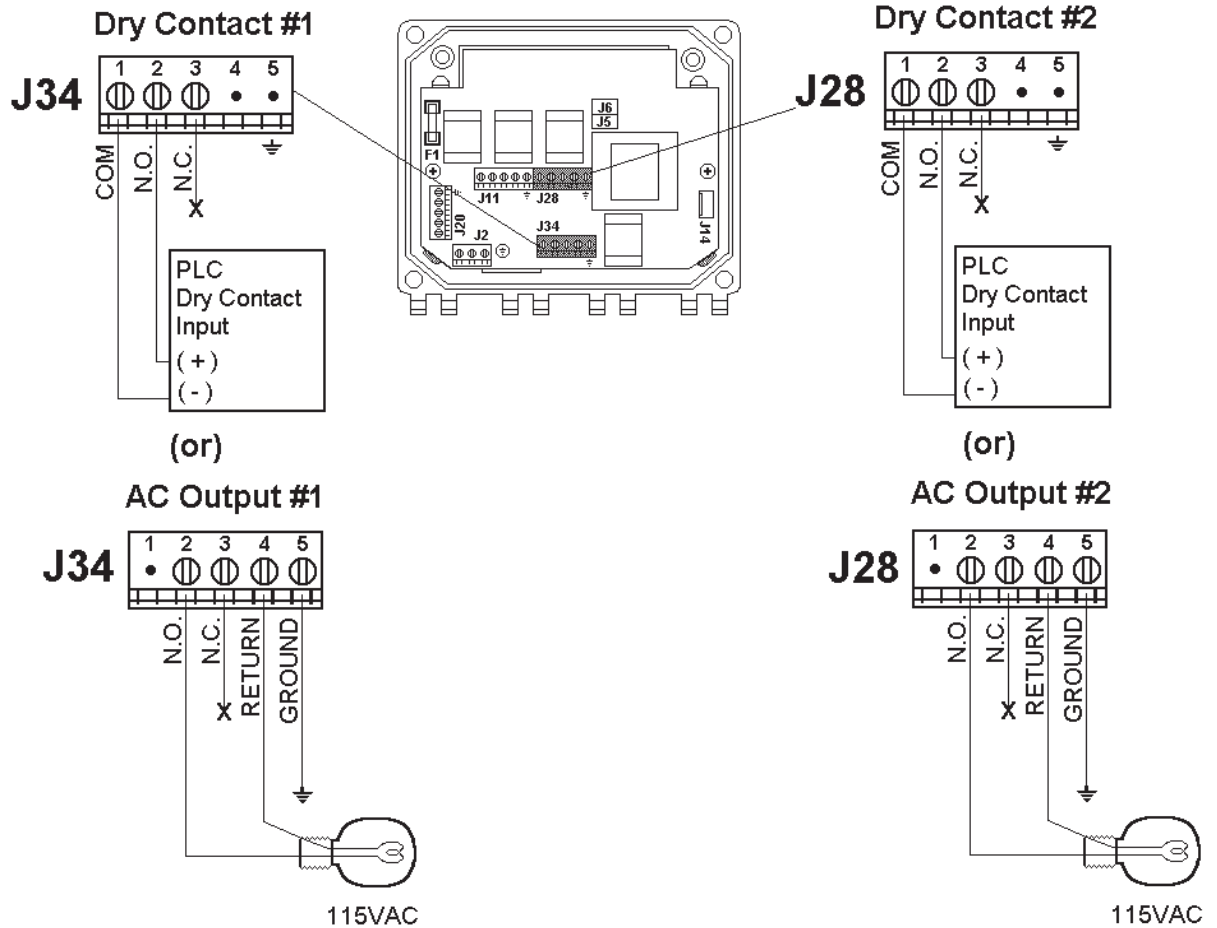 Dry Contact #1
J34
1 2 3 4 5
COM
N.O.
N.C.
X
PLC
Dry Contact
Input
( + )
( - )
(or)
AC Output #1
J34
1 2 3 4 5
N.O.
N.C.
X
RETURN
GROUND
115VAC
J6
J5
F1
J11
J28
J20
J2
J34
J14
Dry Contact #2
J28
1 2 3 4 5
COM
N.O.
N.C.
X
PLC
Dry Contact
Input
( + )
( - )
(or)
AC Output #2
J28
1 2 3 4 5
N.O.
N.C.
X
RETURN
GROUND
115VAC